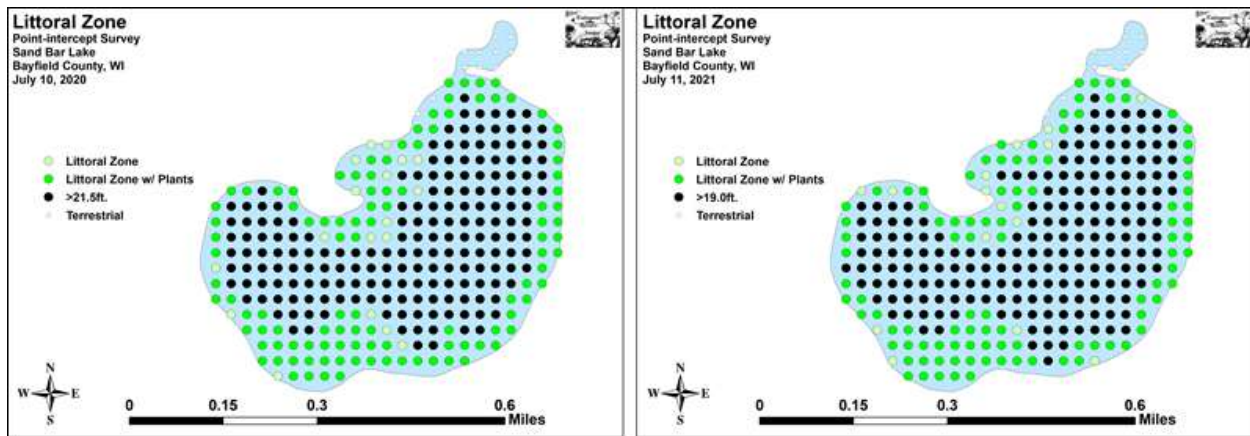 Littoral Zone
Point-intercept Survey
Sand Bar Lake
Bayfield County, WI
July 10, 2020
Littoral Zone
Littoral Zone w/ Plants
>21.5ft.
Terrestrial
N
W E
S
0 0.15 0.3 0.6
Miles
Littoral Zone
Point-intercept Survey
Sand Bar Lake
Bayfield County, WI
July 11, 2021
Littoral Zone
Littoral Zone w/ Plants
>19.0ft.
Terrestrial
N
W E
S
0 0.15 0.3 0.6
Miles